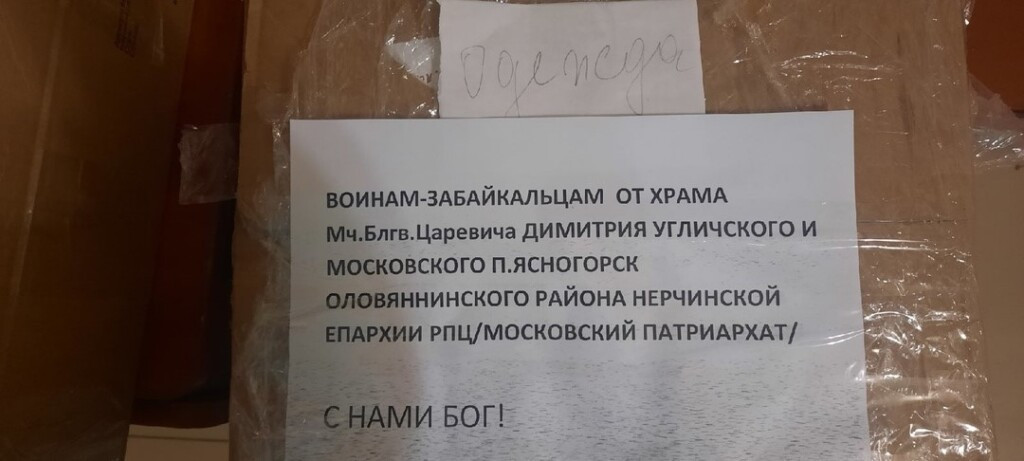 Одежда
ВОИНАМ-ЗАБАЙКАЛЬЦАМ ОТ ХРАМА
Мч.Блгв.Царевича ДИМИТРИЯ УГЛИЧСКОГО И
МОСКОВСКОГО П.ЯСНОГОРСК
ОЛОВЯННИНСКОГО РАЙОНА НЕРЧИНСКОЙ
ЕПАРХИИ РПЦ/МОСКОВСКИЙ ПАТРИАРХАТ/
С НАМИ БОГ!